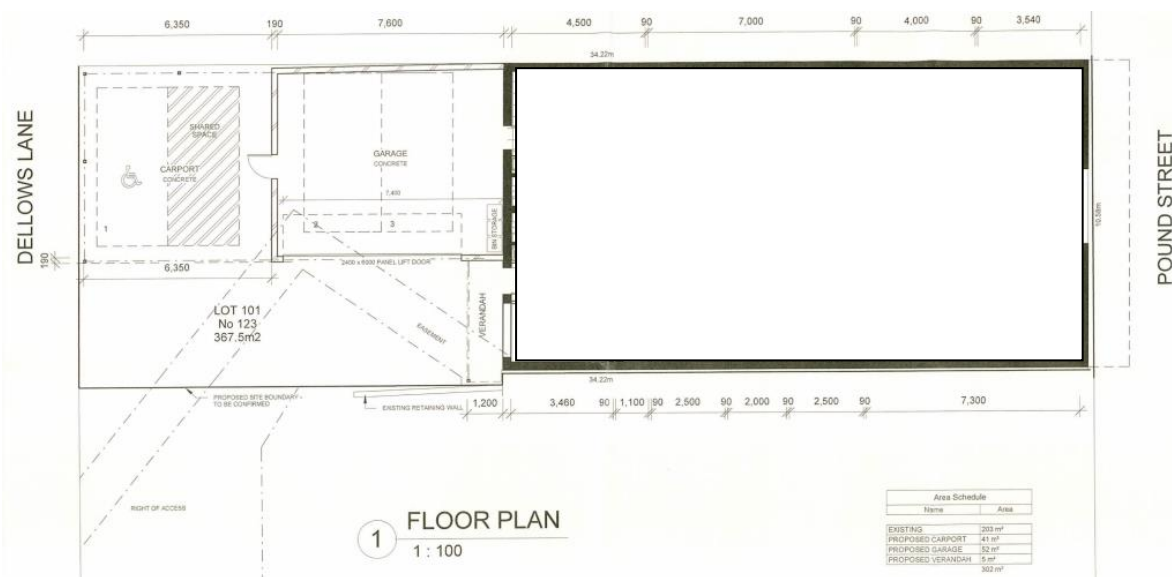 6,350 190 7,600 4,500 90 7,000 90 4,000 90 3,540
34.22m
DELLOWS LANE
SHARED
SPACE
CARPORT
CONCRETE
1
GARAGE
CONCRETE
7,400
2 3
BIN STORAGE
10.58m
POUND STREET
190
6,350
2400 x 6000 PANEL LIFT DOOR
LOT 101
No 123
367.5m2
EASEMENT
VERANDAH
34.22m
PROPOSED SITE BOUNDARY -
TO BE CONFIRMED
EXISTING RETAINING WALL
1,200 3,460 90 1,100 90 2,500 90 2,000 90 2,500 90 7,300
RIGHT OF ACCESS
1 FLOOR PLAN
1 : 100
Area Schedule
Name Area
EXISTING 203 m²
PROPOSED CARPORT 41 m²
PROPOSED GARAGE 52 m²
PROPOSED VERANDAH 5 m²
302 m²